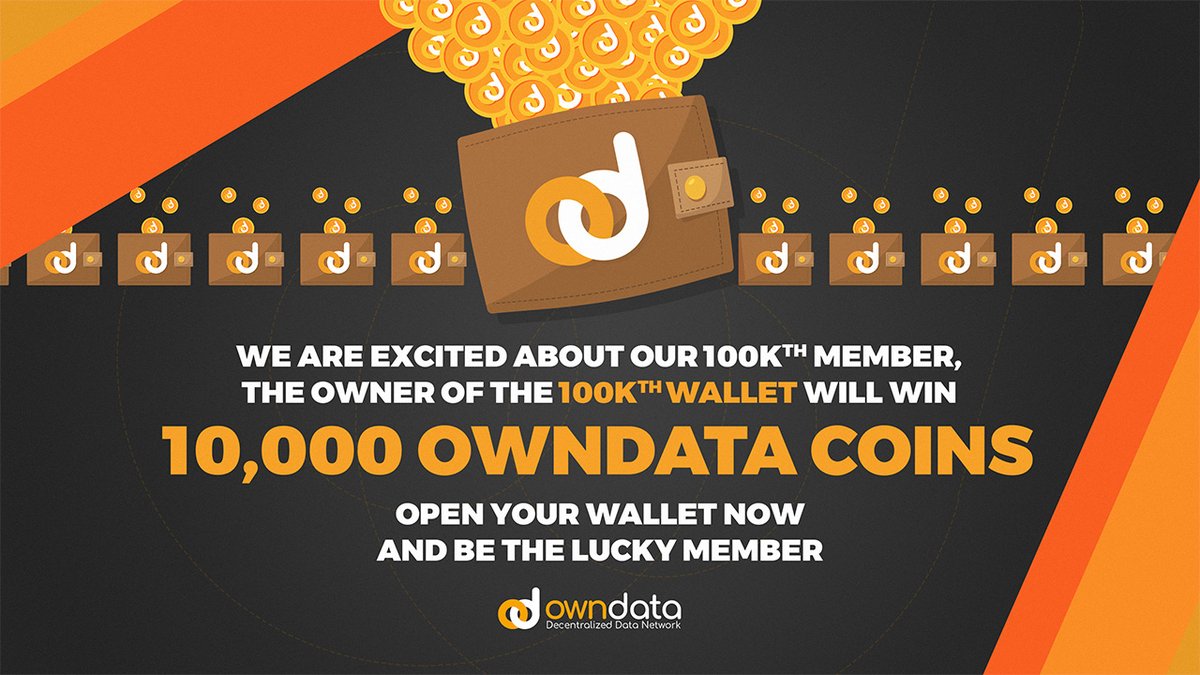 WE ARE EXCITED ABOUT OUR 100KTH MEMBER,
THE OWNER OF THE 100KTH WALLET WILL WIN
10,000 OWNDATA COINS
OPEN YOUR WALLET NOW
AND BE THE LUCKY MEMBER
owndata
Decentralized Data Network